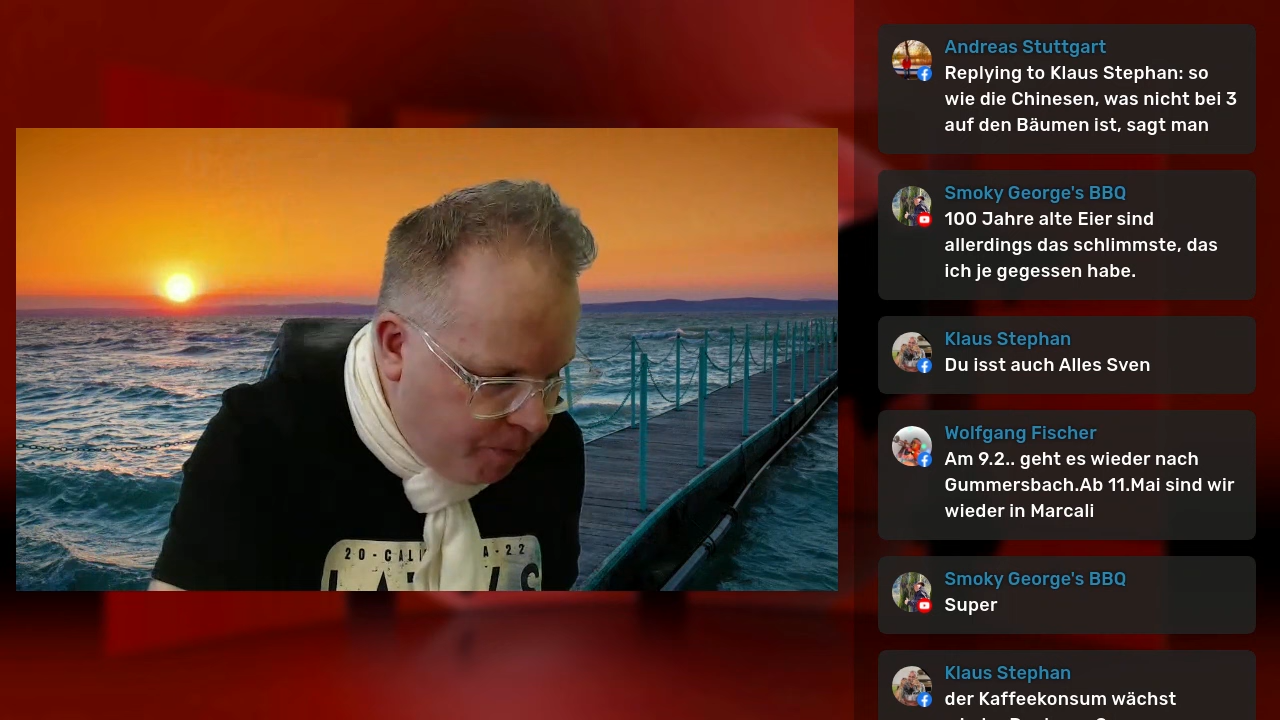 Andreas Stuttgart
Replying to Klaus Stephan: so
wie die Chinesen, was nicht bei 3
auf den Bäumen ist, sagt man
Smoky George's BBQ
100 Jahre alte Eier sind
allerdings das schlimmste, das
ich je gegessen habe.
Klaus Stephan
Du isst auch Alles Sven
Wolfgang Fischer
Am 9.2.. geht es wieder nach
Gummersbach.Ab 11.Mai sind wir
wieder in Marcali
Smoky George's BBQ
Super
Klaus Stephan
der Kaffeekonsum wächst
20-CALI A-22